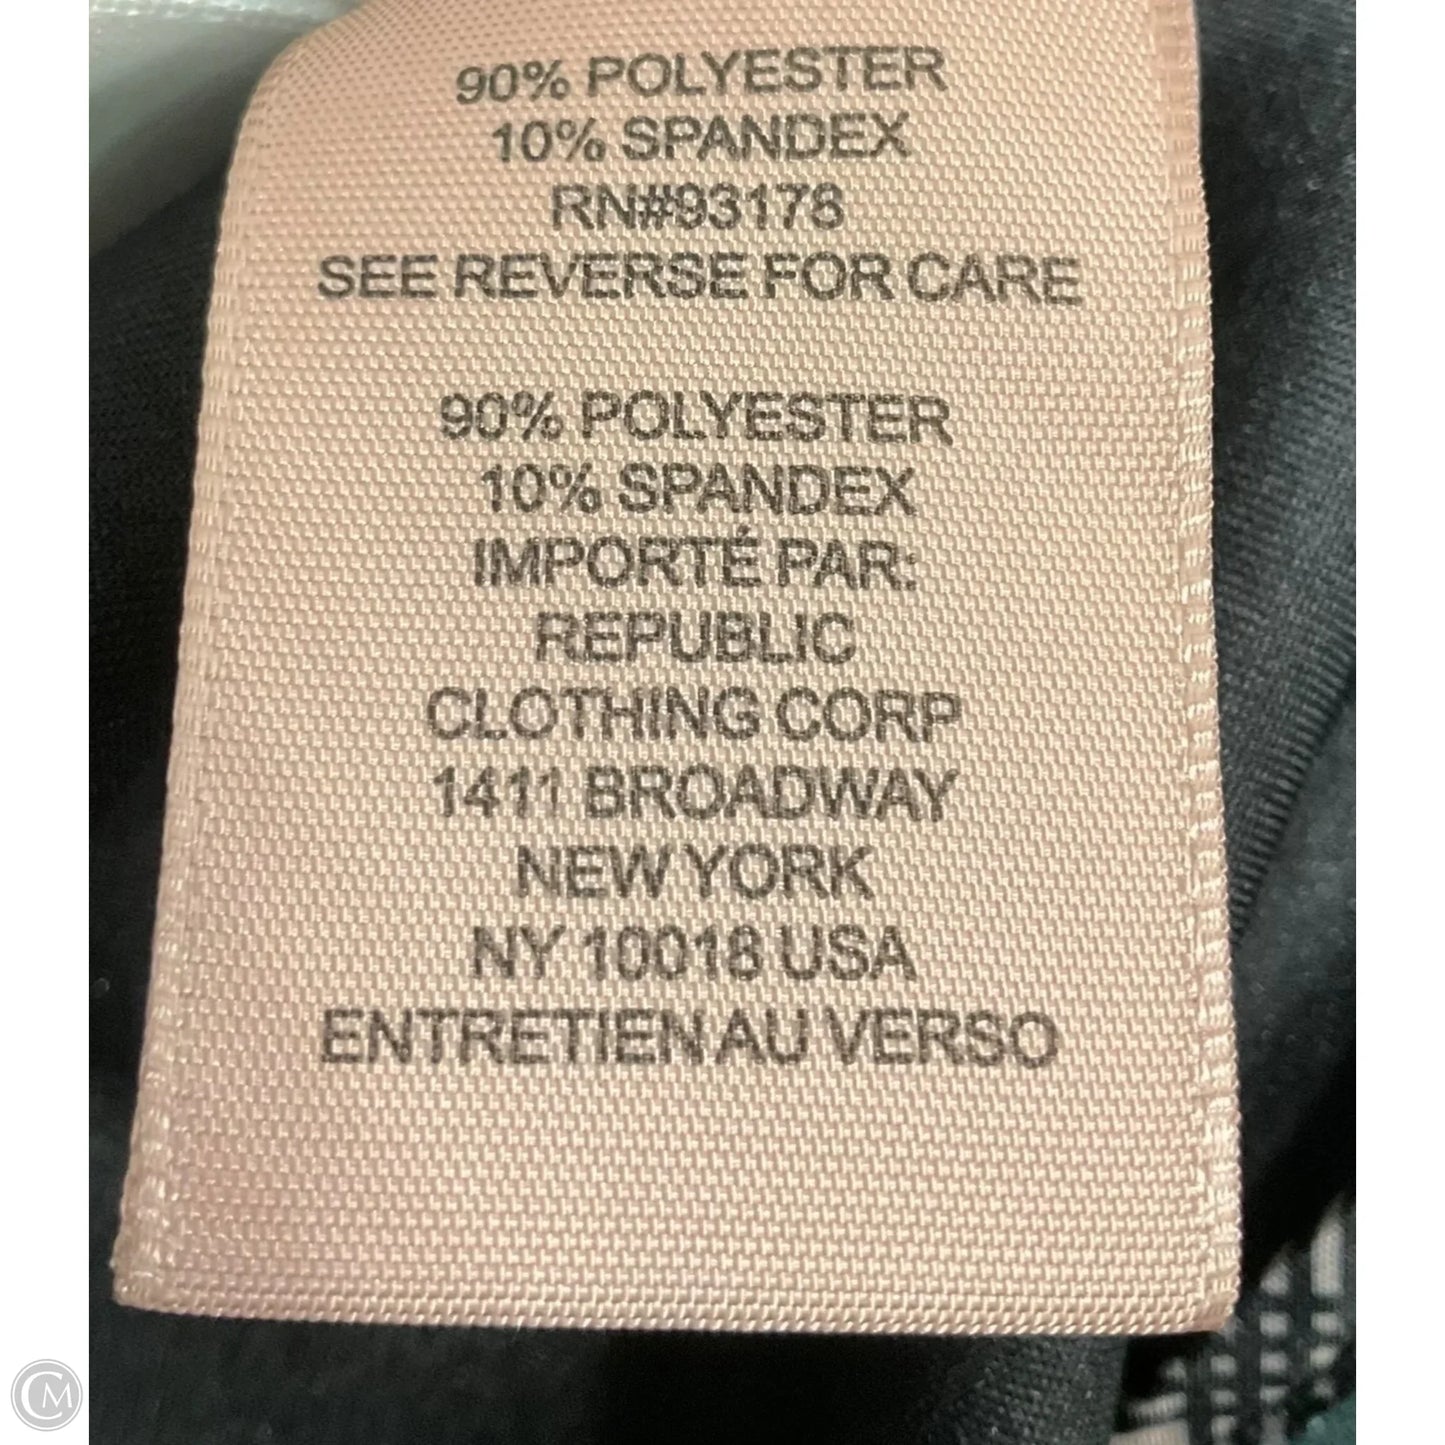 90% POLYESTER
10% SPANDEX
RN#93178
SEE REVERSE FOR CARE
90% POLYESTER
10% SPANDEX
IMPORTÉ PAR:
REPUBLIC
CLOTHING CORP
1411 BROADWAY
NEW YORK
NY 10018 USA
ENTRETIEN AU VERSO
CM